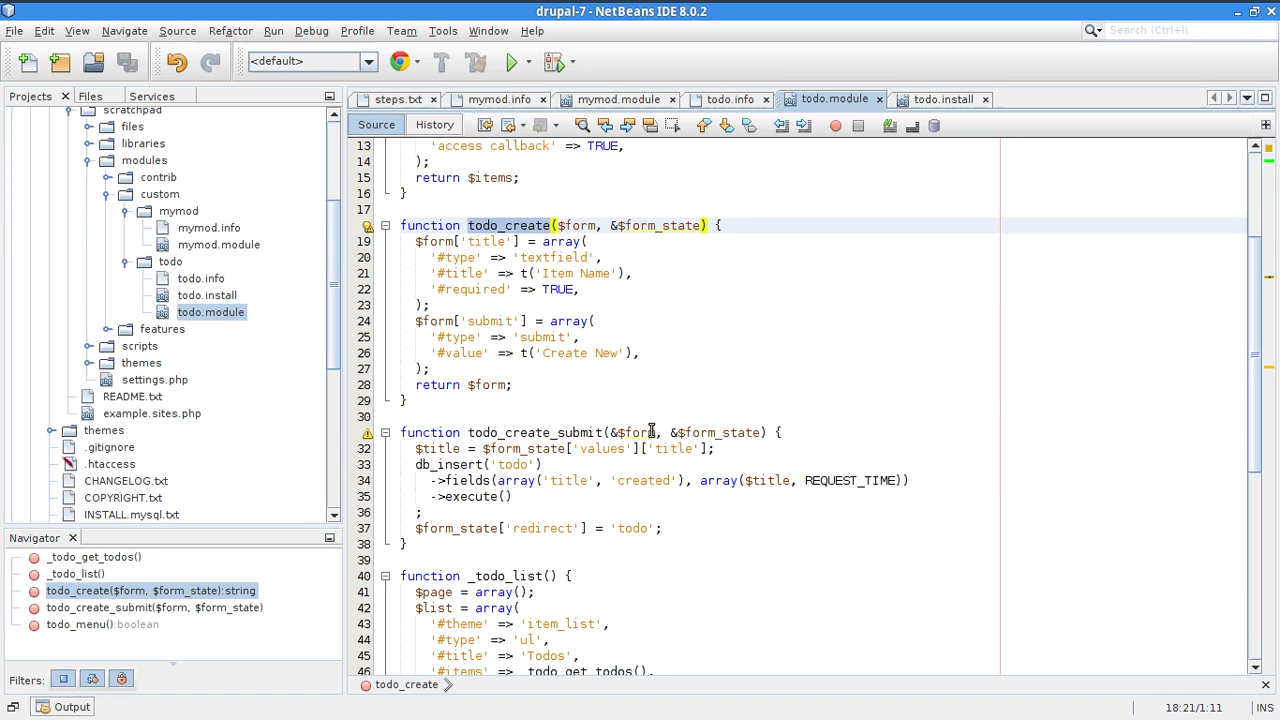 drupal-7 - NetBeans IDE 8.0.2
File Edit View Navigate Source Refactor Run Debug Profile Team Tools Window Help
Search (Ctrl+I)
<default>
Projects Files Services
steps.txt mymod.info mymod.module todo.info todo.module todo.install
Source History
scratchpad
files
libraries
modules
contrib
custom
mymod
mymod.info
mymod.module
todo
todo.info
todo.install
todo.module
features
scripts
themes
settings.php
README.txt
example.sites.php
themes
.gitignore
.htaccess
CHANGELOG.txt
COPYRIGHT.txt
INSTALL.mysql.txt
Navigator
_todo_get_todos()
_todo_list()
todo_create($form, $form_state):string
todo_create_submit($form, $form_state)
todo_menu():boolean
Filters:
13 'access callback' => TRUE,
14 );
15 return $items;
16 }
17
function todo_create($form, &$form_state) {
19 $form['title'] = array(
20 '#type' => 'textfield',
21 '#title' => t('Item Name'),
22 '#required' => TRUE,
23 );
24 $form['submit'] = array(
25 '#type' => 'submit',
26 '#value' => t('Create New'),
27 );
28 return $form;
29 }
30
function todo_create_submit(&$form, &$form_state) {
32 $title = $form_state['values']['title'];
33 db_insert('todo')
34 ->fields(array('title', 'created'), array($title, REQUEST_TIME))
35 ->execute()
36 ;
37 $form_state['redirect'] = 'todo';
38 }
39
40 function _todo_list() {
41 $page = array();
42 $list = array(
43 '#theme' => 'item_list',
44 '#type' => 'ul',
45 '#title' => 'Todos',
46 '#items' => _todo_get_todos(),
todo_create
Output
18:21/1:11 INS